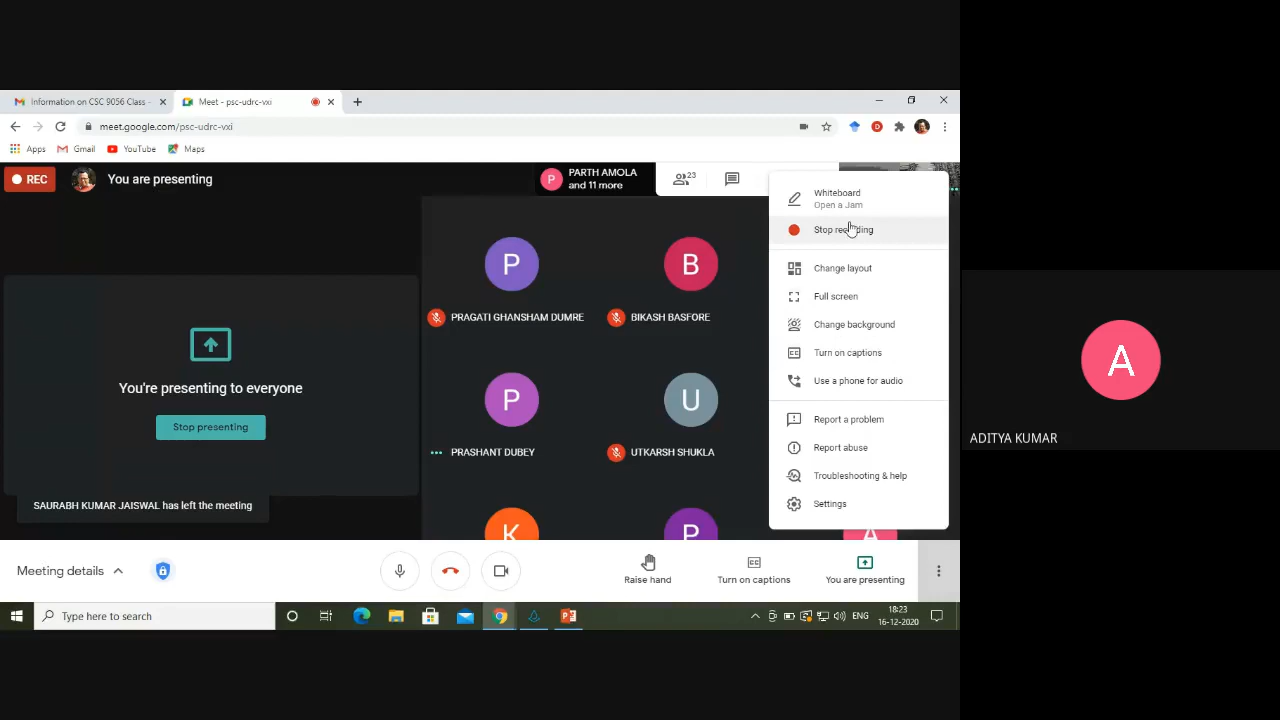 Information on CSC 9056 Class -
Meet - psc-udrc-vxi
meet.google.com/psc-udrc-vxi
D
Apps
Gmail
YouTube
Maps
REC
You are presenting
P
PARTH AMOLA
and 11 more
23
Whiteboard
Open a Jam
Stop recording
Change layout
Full screen
Change background
Turn on captions
Use a phone for audio
Report a problem
Report abuse
Troubleshooting & help
Settings
P
PRAGATI GHANSHAM DUMRE
B
BIKASH BASFORE
You're presenting to everyone
Stop presenting
P
PRASHANT DUBEY
U
UTKARSH SHUKLA
SAURABH KUMAR JAISWAL has left the meeting
K
P
A
A
ADITYA KUMAR
Meeting details
Raise hand
Turn on captions
You are presenting
Type here to search
ENG
18:23
16-12-2020